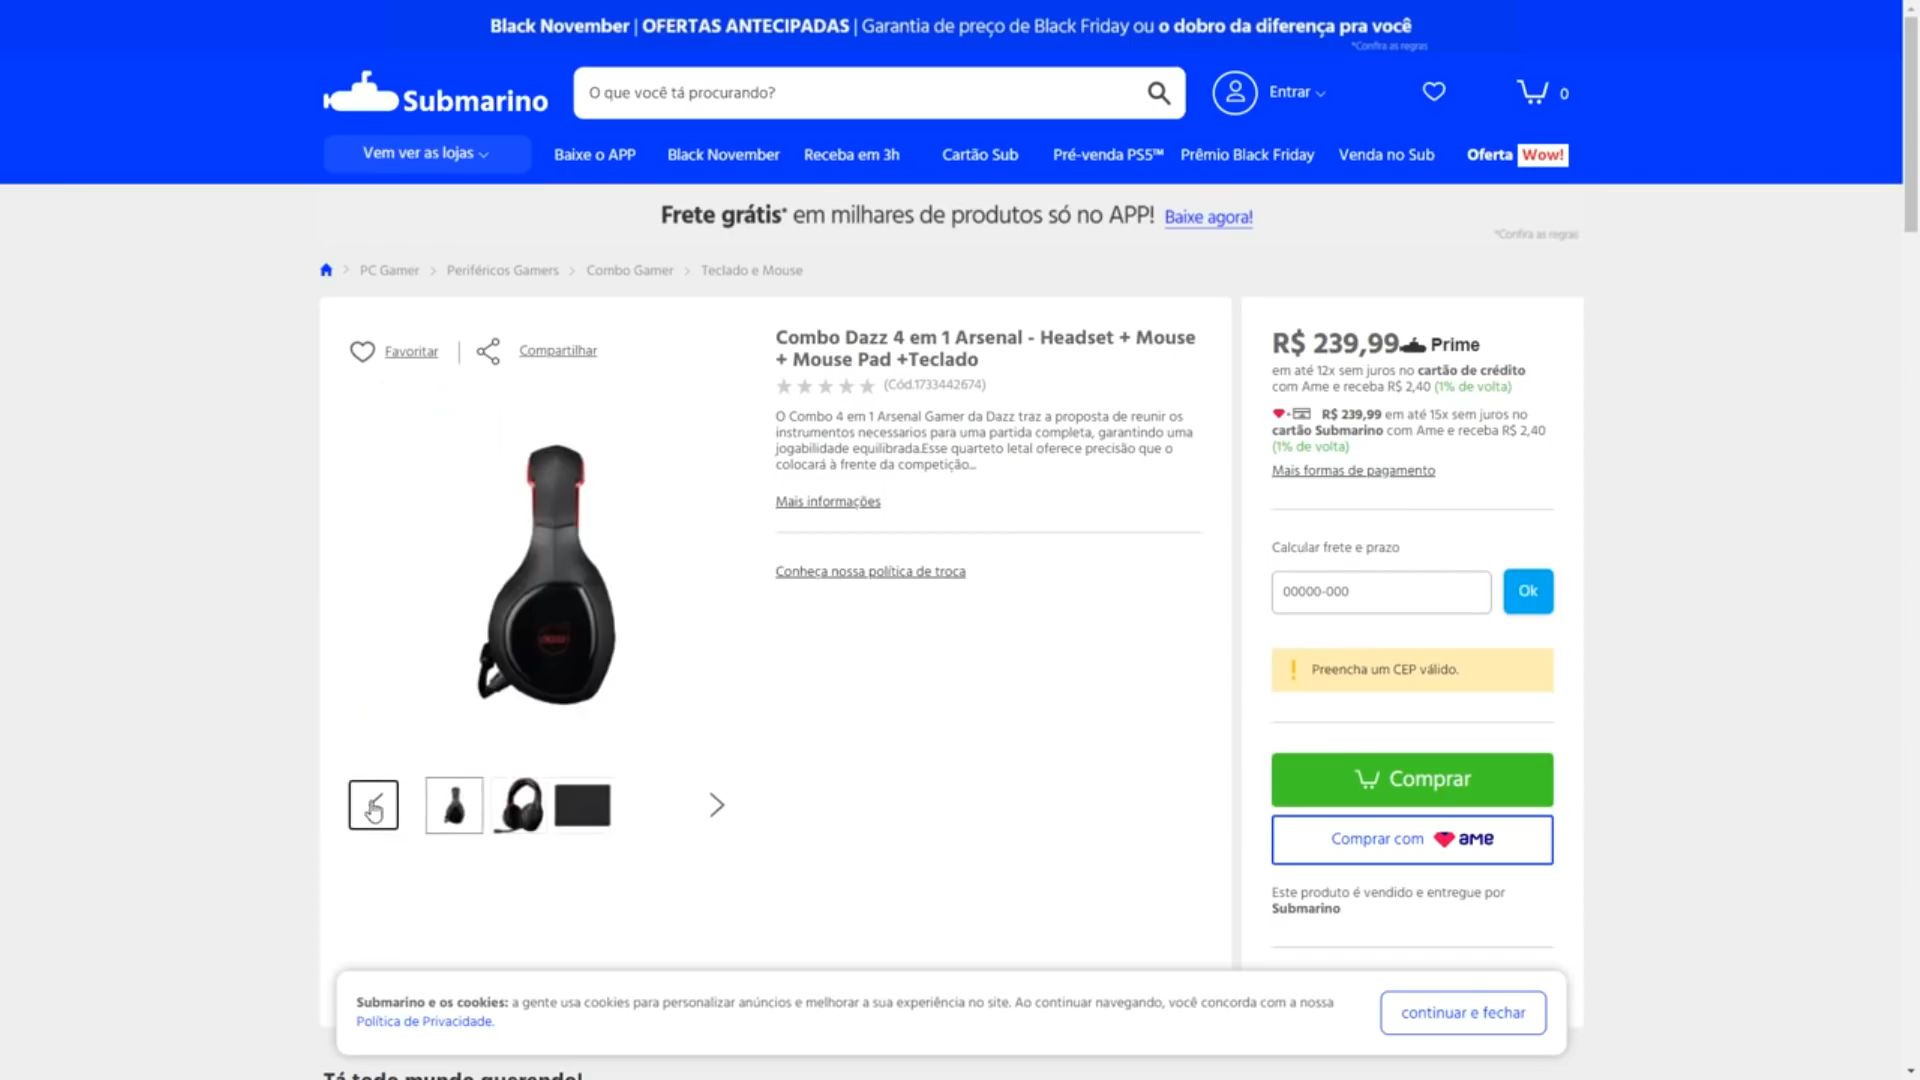 Black November | OFERTAS ANTECIPADAS | Garantia de preço de Black Friday ou o dobro da diferença pra você
*Confira as regras
Submarino
O que você tá procurando?
Entrar
0
Vem ver as lojas
Baixe o APP
Black November
Receba em 3h
Cartão Sub
Pré-venda PS5™
Prêmio Black Friday
Venda no Sub
Oferta Wow!
Frete grátis* em milhares de produtos só no APP! Baixe agora!
*Confira as regras
PC Gamer > Periféricos Gamers > Combo Gamer > Teclado e Mouse
Favoritar
Compartilhar
Combo Dazz 4 em 1 Arsenal - Headset + Mouse
+ Mouse Pad +Teclado
(Cód.1733442674)
O Combo 4 em 1 Arsenal Gamer da Dazz traz a proposta de reunir os
instrumentos necessarios para uma partida completa, garantindo uma
jogabilidade equilibrada.Esse quarteto letal oferece precisão que o
colocará à frente da competição...
Mais informações
Conheça nossa política de troca
R$ 239,99 Prime
em até 12x sem juros no cartão de crédito
com Ame e receba R$ 2,40 (1% de volta)
R$ 239,99 em até 15x sem juros no
cartão Submarino com Ame e receba R$ 2,40
(1% de volta)
Mais formas de pagamento
Calcular frete e prazo
00000-000
Ok
Preencha um CEP válido.
Comprar
Comprar com ame
Este produto é vendido e entregue por
Submarino
Submarino e os cookies: a gente usa cookies para personalizar anúncios e melhorar a sua experiência no site. Ao continuar navegando, você concorda com a nossa
Política de Privacidade.
continuar e fechar
Tá todo mundo querendo!